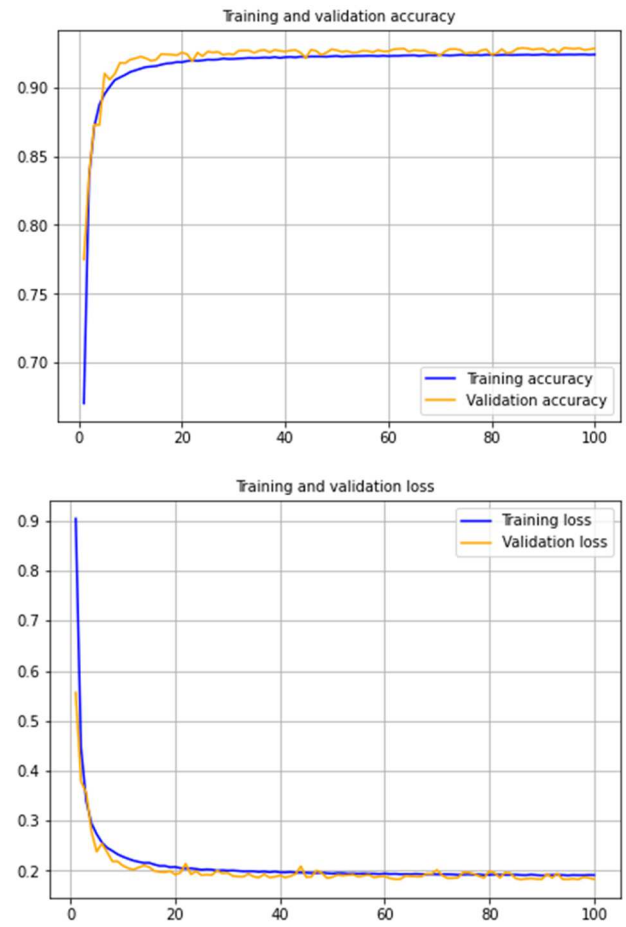 Training and validation accuracy
0.90
0.85
0.80
0.75
0.70
Training accuracy
Validation accuracy
0 20 40 60 80 100
Training and validation loss
0.9
0.8
0.7
0.6
0.5
0.4
0.3
0.2
Training loss
Validation loss
0 20 40 60 80 100